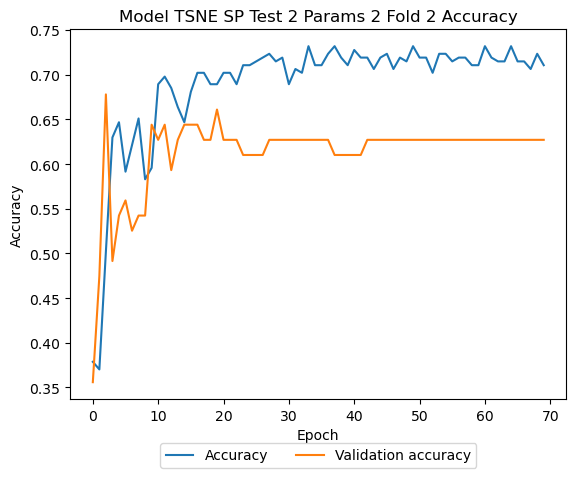 Model TSNE SP Test 2 Params 2 Fold 2 Accuracy
0.75
0.70
0.65
0.60
0.55
0.50
0.45
0.40
0.35
Accuracy
0 10 20 30 40 50 60 70
Epoch
Accuracy Validation accuracy